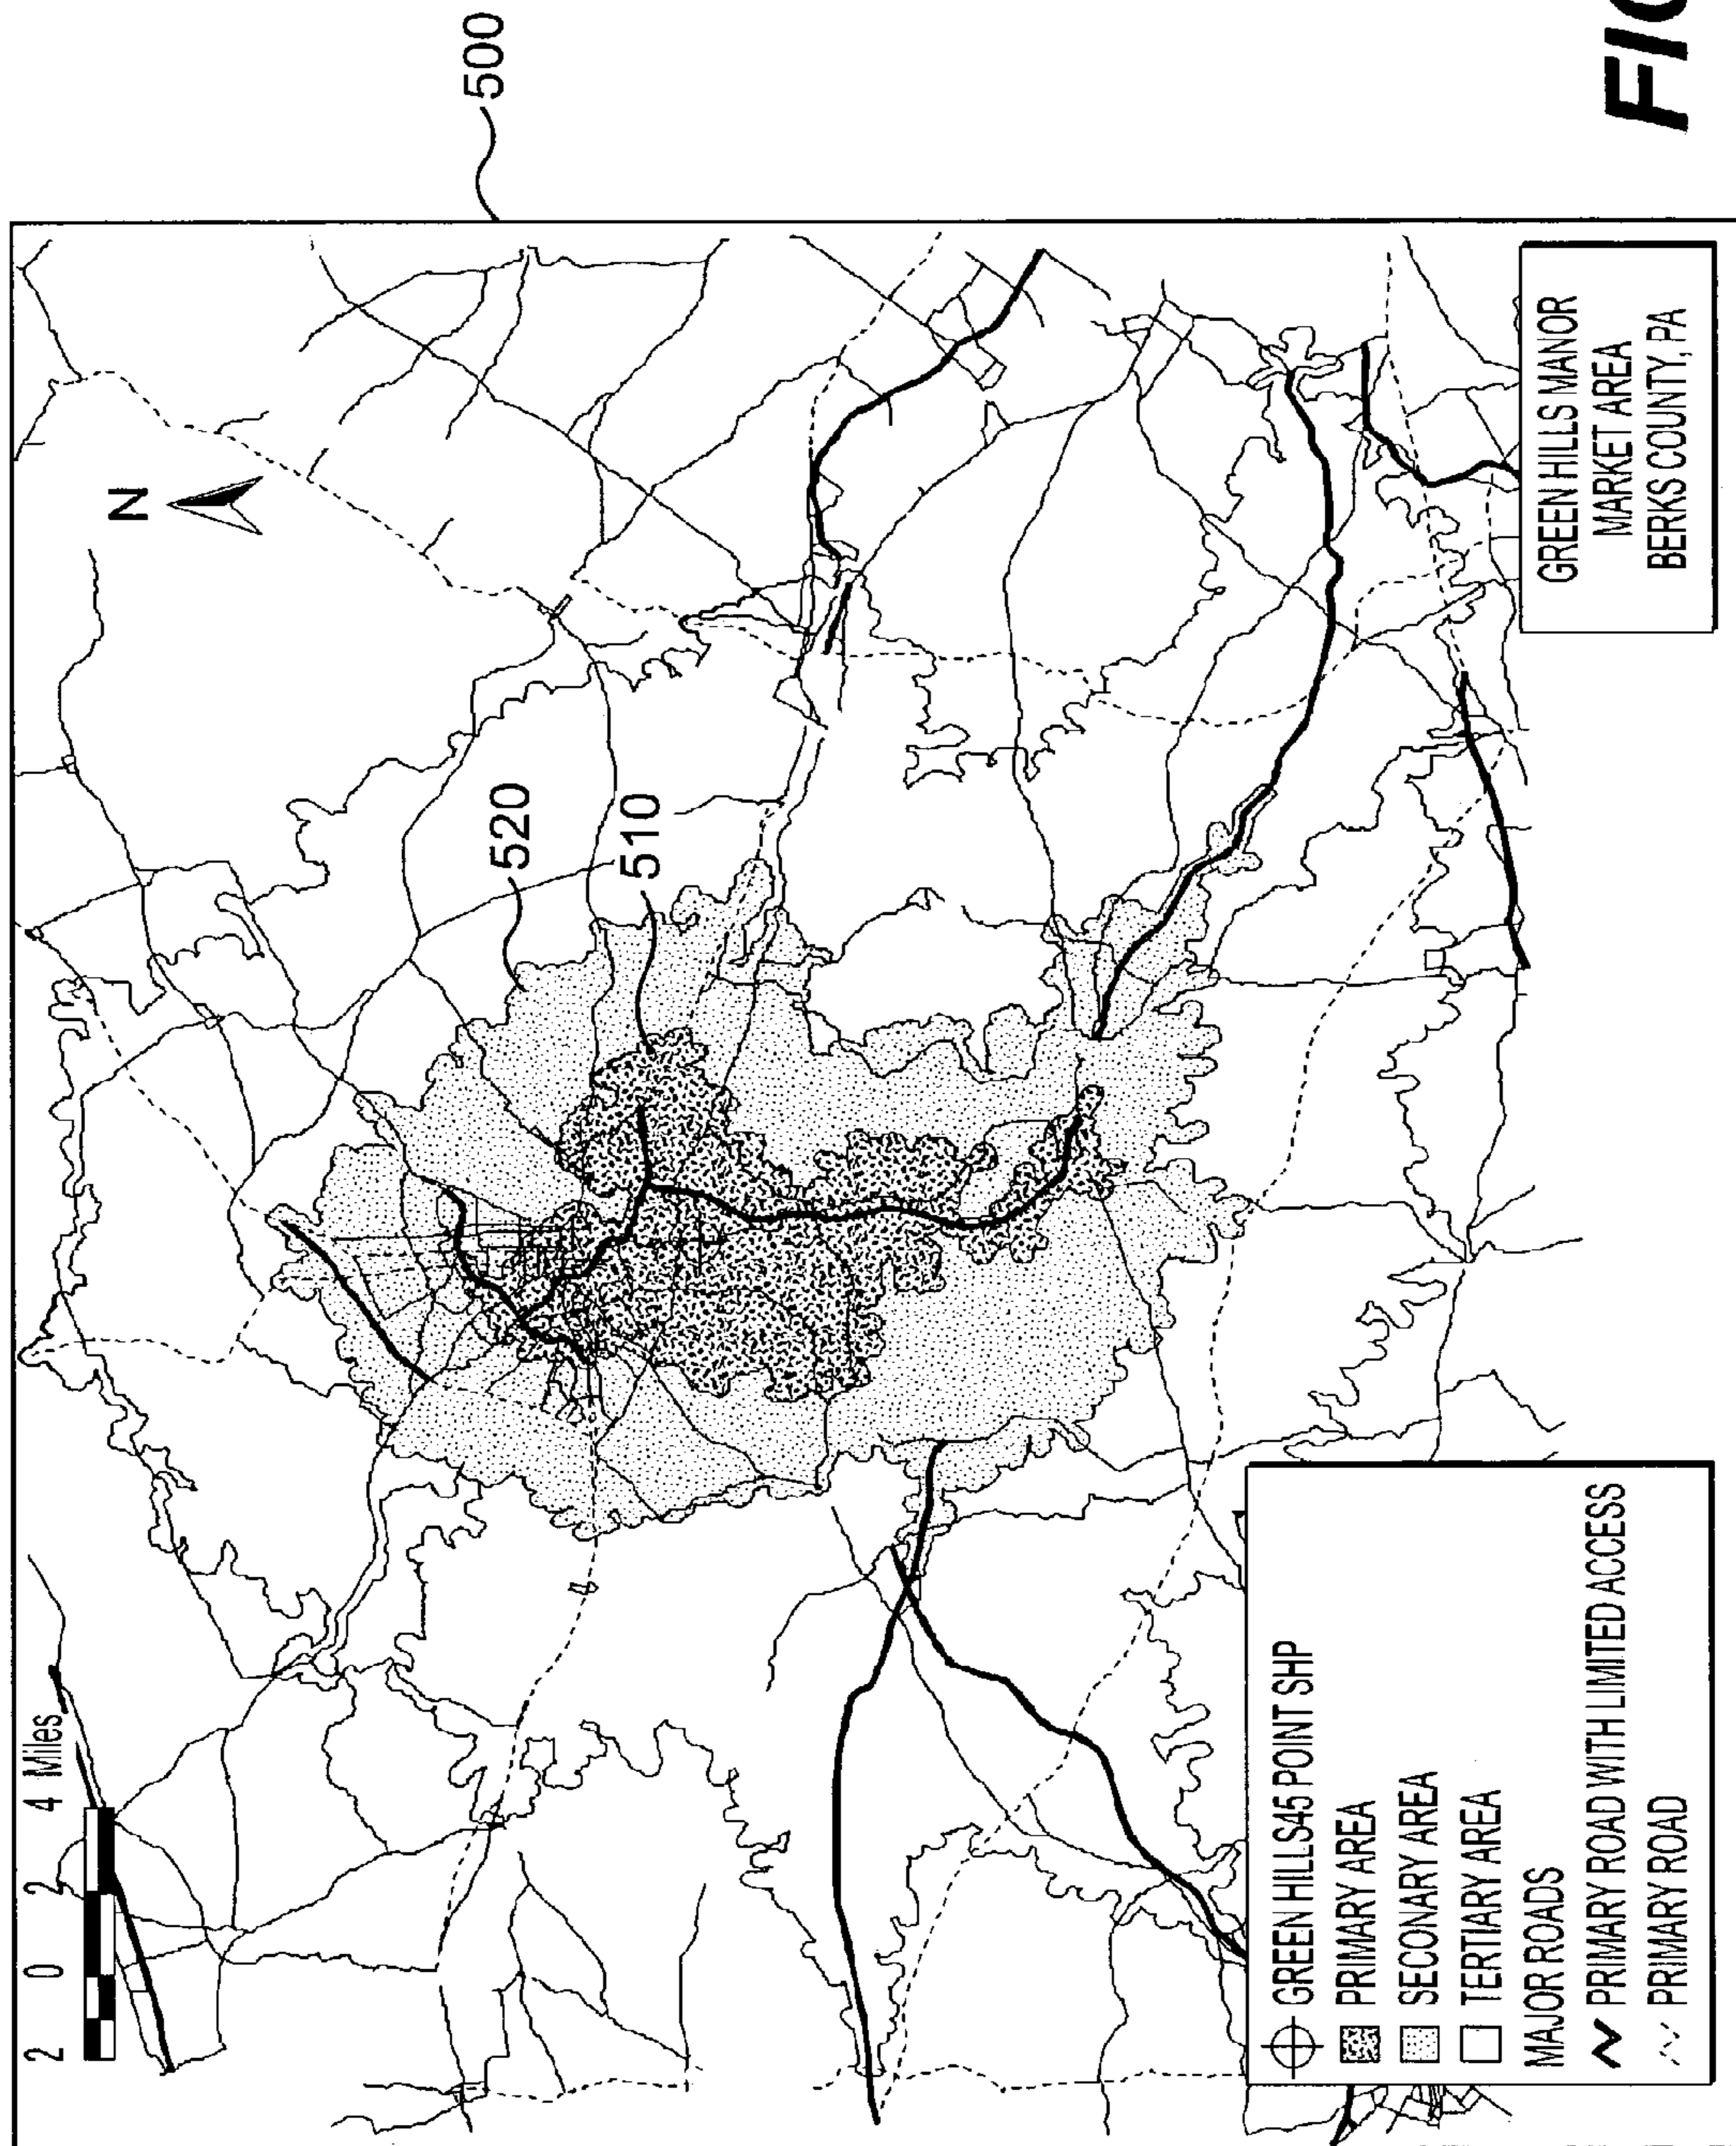 2 0 2 4 Miles
N
500
520
510
GREEN HILLS45 POINT SHP
PRIMARY AREA
SECONARY AREA
TERTIARY AREA
MAJOR ROADS
PRIMARY ROAD WITH LIMITED ACCESS
PRIMARY ROAD
GREEN HILLS MANOR
MARKET AREA
BERKS COUNTY, PA